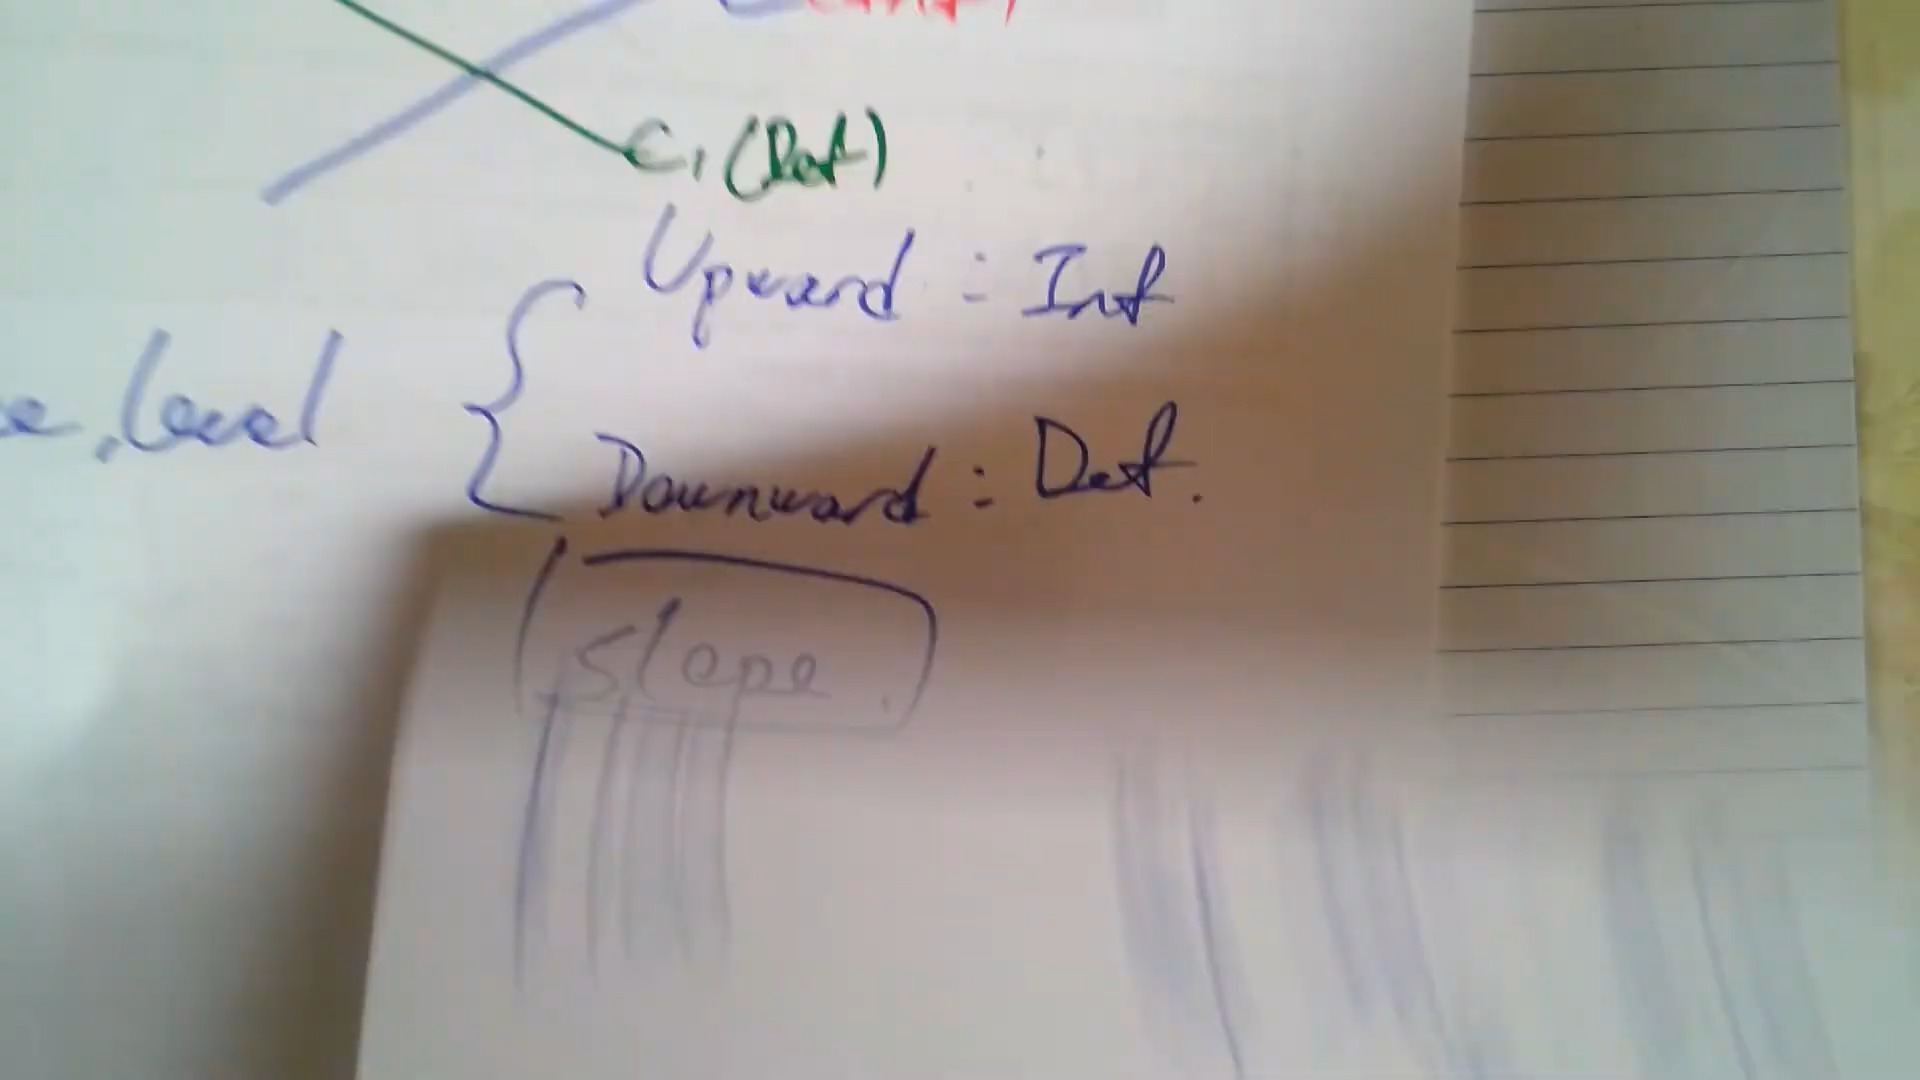 C₁ (Def)
Upward : Inf
level
Downward : Def.
slope